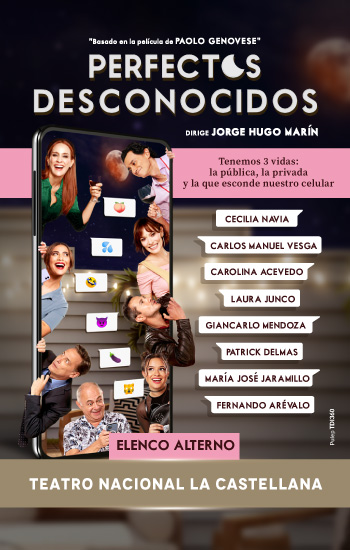 "Basado en la película de PAOLO GENOVESE"
PERFECTOS
DESCONOCIDOS
DIRIGE JORGE HUGO MARÍN
Tenemos 3 vidas:
la pública, la privada
y la que esconde nuestro celular
CECILIA NAVIA
CARLOS MANUEL VESGA
CAROLINA ACEVEDO
LAURA JUNCO
GIANCARLO MENDOZA
PATRICK DELMAS
MARÍA JOSÉ JARAMILLO
FERNANDO ARÉVALO
Pulep TDI360
ELENCO ALTERNO
TEATRO NACIONAL LA CASTELLANA